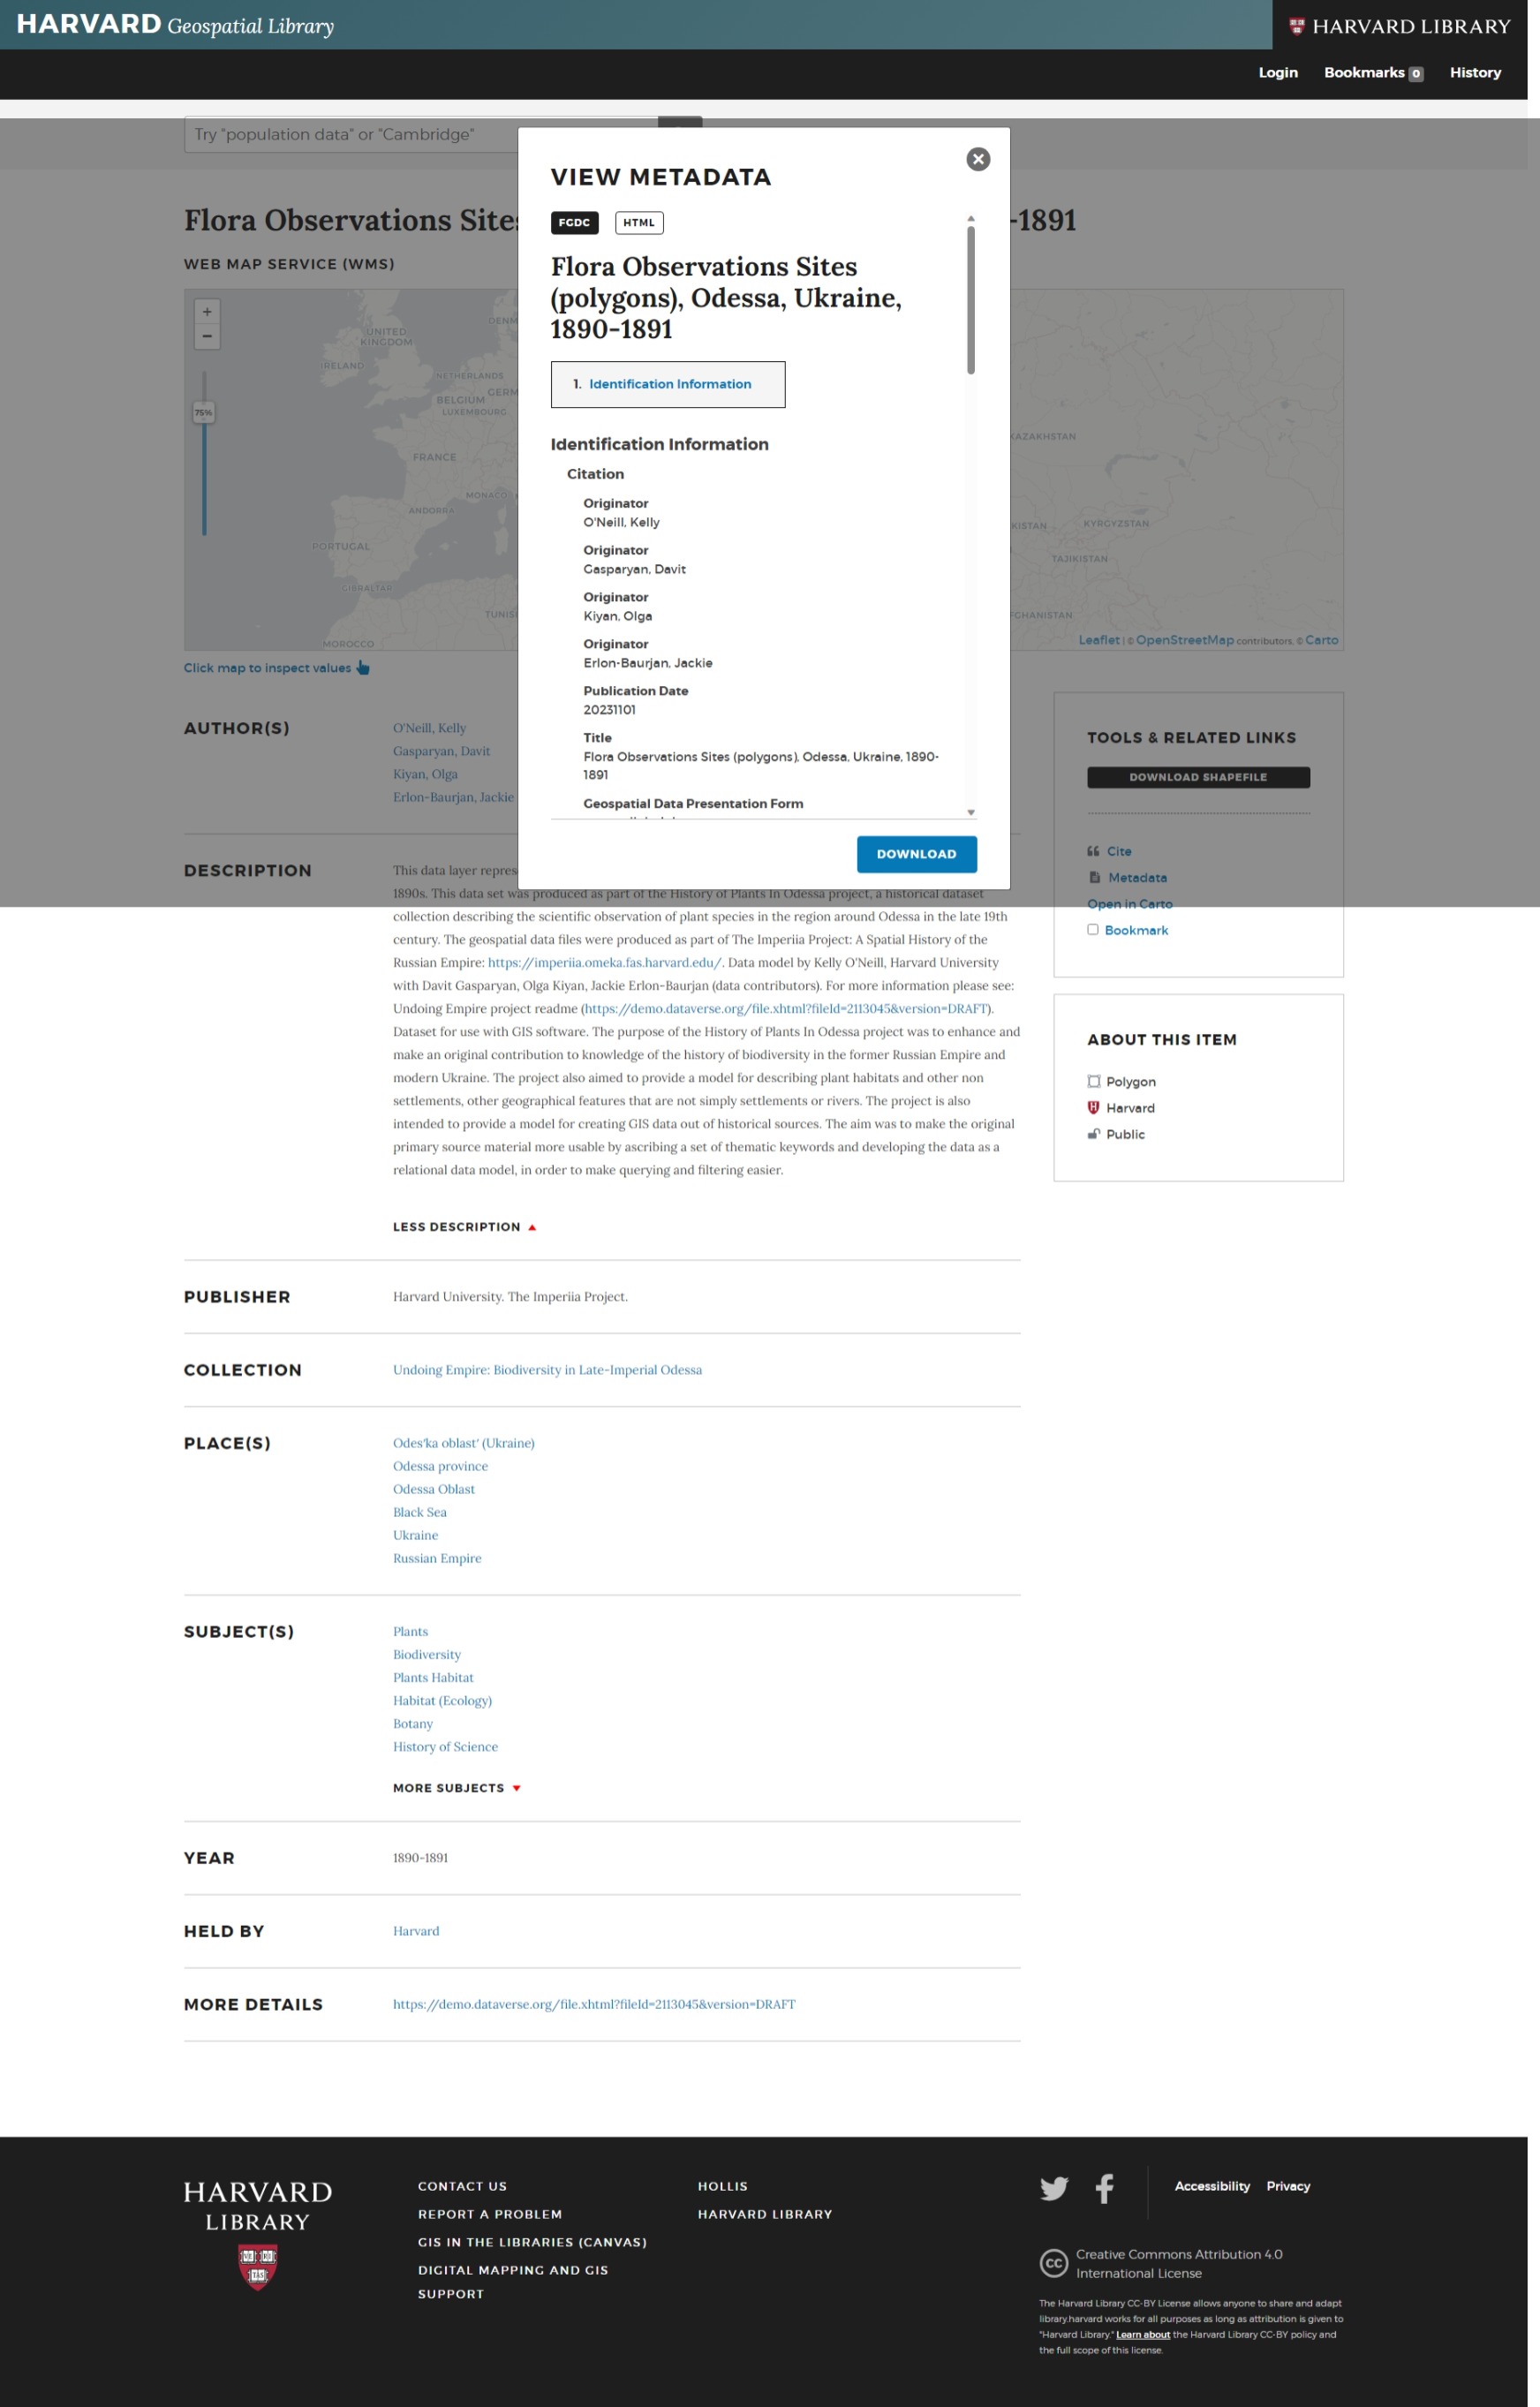 HARVARD Geospatial Library
HARVARD LIBRARY
Login Bookmarks 0 History
Try "population data" or "Cambridge"
Flora Observations Sites
-1891
WEB MAP SERVICE (WMS)
+
−
75%
UNITED
KINGDOM
IRELAND
DENM
NETHERLANDS
GERM
BELGIUM
LUXEMBOURG
FRANCE
MONACO
ANDORRA
PORTUGAL
GIBRALTAR
TUNISI
MOROCCO
KAZAKHSTAN
KISTAN
KYRGYZSTAN
TAJIKISTAN
FGHANISTAN
Leaflet | © OpenStreetMap contributors, © Carto
Click map to inspect values
VIEW METADATA
FGDC HTML
Flora Observations Sites
(polygons), Odessa, Ukraine,
1890-1891
1. Identification Information
Identification Information
Citation
Originator
O'Neill, Kelly
Originator
Gasparyan, Davit
Originator
Kiyan, Olga
Originator
Erlon-Baurjan, Jackie
Publication Date
20231101
Title
Flora Observations Sites (polygons), Odessa, Ukraine, 1890-
1891
Geospatial Data Presentation Form
DOWNLOAD
AUTHOR(S)
O'Neill, Kelly
Gasparyan, Davit
Kiyan, Olga
Erlon-Baurjan, Jackie
DESCRIPTION
This data layer repres
1890s. This data set was produced as part of the History of Plants In Odessa project, a historical dataset
collection describing the scientific observation of plant species in the region around Odessa in the late 19th
century. The geospatial data files were produced as part of The Imperiia Project: A Spatial History of the
Russian Empire: https://imperiia.omeka.fas.harvard.edu/. Data model by Kelly O'Neill, Harvard University
with Davit Gasparyan, Olga Kiyan, Jackie Erlon-Baurjan (data contributors). For more information please see:
Undoing Empire project readme (https://demo.dataverse.org/file.xhtml?fileId=2113045&version=DRAFT).
Dataset for use with GIS software. The purpose of the History of Plants In Odessa project was to enhance and
make an original contribution to knowledge of the history of biodiversity in the former Russian Empire and
modern Ukraine. The project also aimed to provide a model for describing plant habitats and other non
settlements, other geographical features that are not simply settlements or rivers. The project is also
intended to provide a model for creating GIS data out of historical sources. The aim was to make the original
primary source material more usable by ascribing a set of thematic keywords and developing the data as a
relational data model, in order to make querying and filtering easier.
LESS DESCRIPTION
PUBLISHER
Harvard University. The Imperiia Project.
COLLECTION
Undoing Empire: Biodiversity in Late-Imperial Odessa
PLACE(S)
Odesʹka oblastʹ (Ukraine)
Odessa province
Odessa Oblast
Black Sea
Ukraine
Russian Empire
SUBJECT(S)
Plants
Biodiversity
Plants Habitat
Habitat (Ecology)
Botany
History of Science
MORE SUBJECTS
YEAR
1890-1891
HELD BY
Harvard
MORE DETAILS
https://demo.dataverse.org/file.xhtml?fileId=2113045&version=DRAFT
TOOLS & RELATED LINKS
DOWNLOAD SHAPEFILE
Cite
Metadata
Open in Carto
Bookmark
ABOUT THIS ITEM
Polygon
Harvard
Public
HARVARD
LIBRARY
CONTACT US
REPORT A PROBLEM
GIS IN THE LIBRARIES (CANVAS)
DIGITAL MAPPING AND GIS
SUPPORT
HOLLIS
HARVARD LIBRARY
Accessibility Privacy
cc Creative Commons Attribution 4.0
International License
The Harvard Library CC-BY License allows anyone to share and adapt
library.harvard works for all purposes as long as attribution is given to
"Harvard Library." Learn about the Harvard Library CC-BY policy and
the full scope of this license.